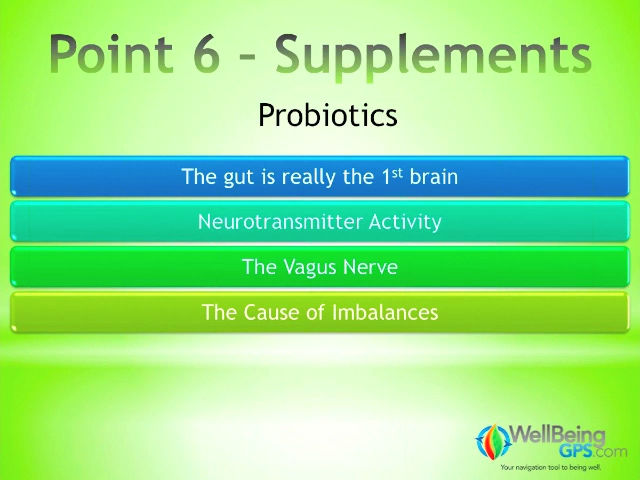 Point 6 - Supplements
Probiotics
The gut is really the 1st brain
Neurotransmitter Activity
The Vagus Nerve
The Cause of Imbalances
WellBeing
GPS.com
Your navigation tool to being well.